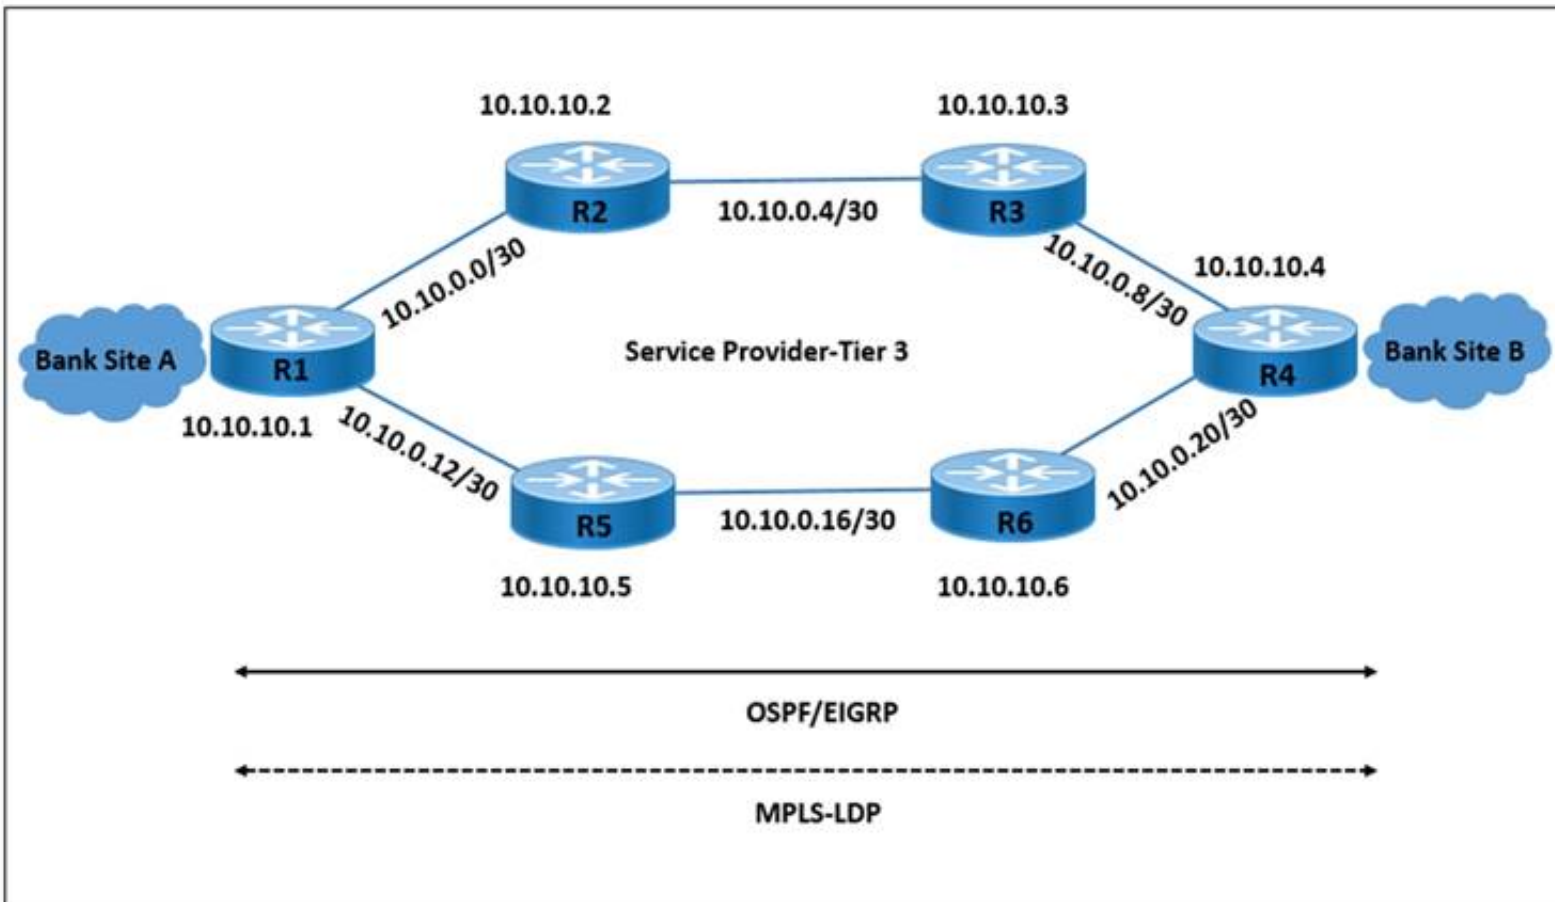 10.10.10.2
10.10.10.3
R2
R3
10.10.0.4/30
10.10.0.0/30
10.10.0.8/30
10.10.10.4
Bank Site A
R1
Service Provider-Tier 3
R4
Bank Site B
10.10.10.1
10.10.0.12/30
10.10.0.20/30
R5
10.10.0.16/30
R6
10.10.10.5
10.10.10.6
OSPF/EIGRP
MPLS-LDP